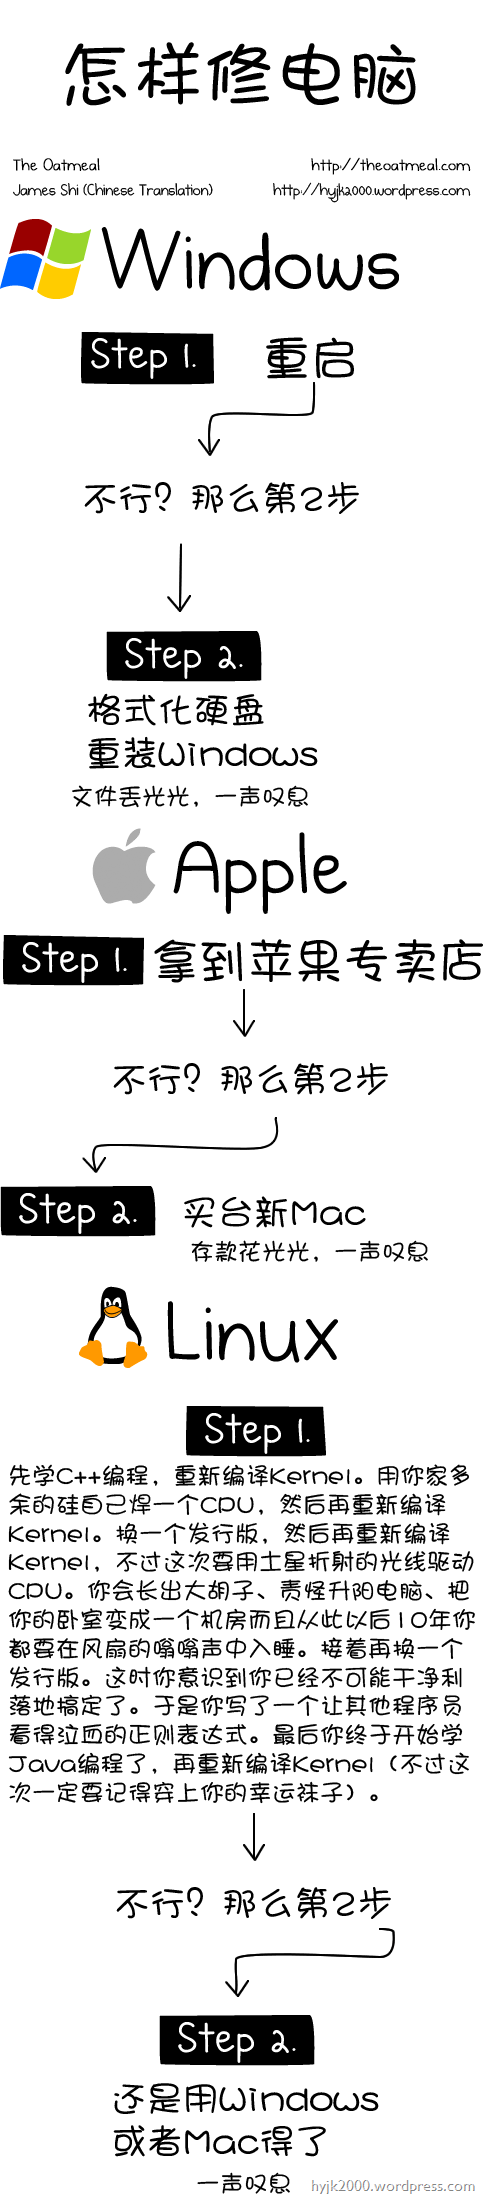 怎样修电脑
The Oatmeal http://theoatmeal.com
James Shi (Chinese Translation) http://hyjk2000.wordpress.com
Windows
Step 1. 重启
不行？那么第2步
Step 2.
格式化硬盘
重装Windows
文件丢光光，一声叹息
Apple
Step 1. 拿到苹果专卖店
不行？那么第2步
Step 2. 买台新Mac
存款花光光，一声叹息
Linux
Step 1.
先学C++编程，重新编译Kernel。用你家多
余的硅自己焊一个CPU，然后再重新编译
Kernel。换一个发行版，然后再重新编译
Kernel，不过这次要用土星折射的光线驱动
CPU。你会长出大胡子、责怪升阳电脑、把
你的卧室变成一个机房而且从此以后10年你
都要在风扇的嗡嗡声中入睡。接着再换一个
发行版。这时你意识到你已经不可能干净利
落地搞定了。于是你写了一个让其他程序员
看得泣血的正则表达式。最后你终于开始学
Java编程了，再重新编译Kernel（不过这
次一定要记得穿上你的幸运袜子）。
不行？那么第2步
Step 2.
还是用Windows
或者Mac得了
一声叹息 hyjk2000.wordpress.com